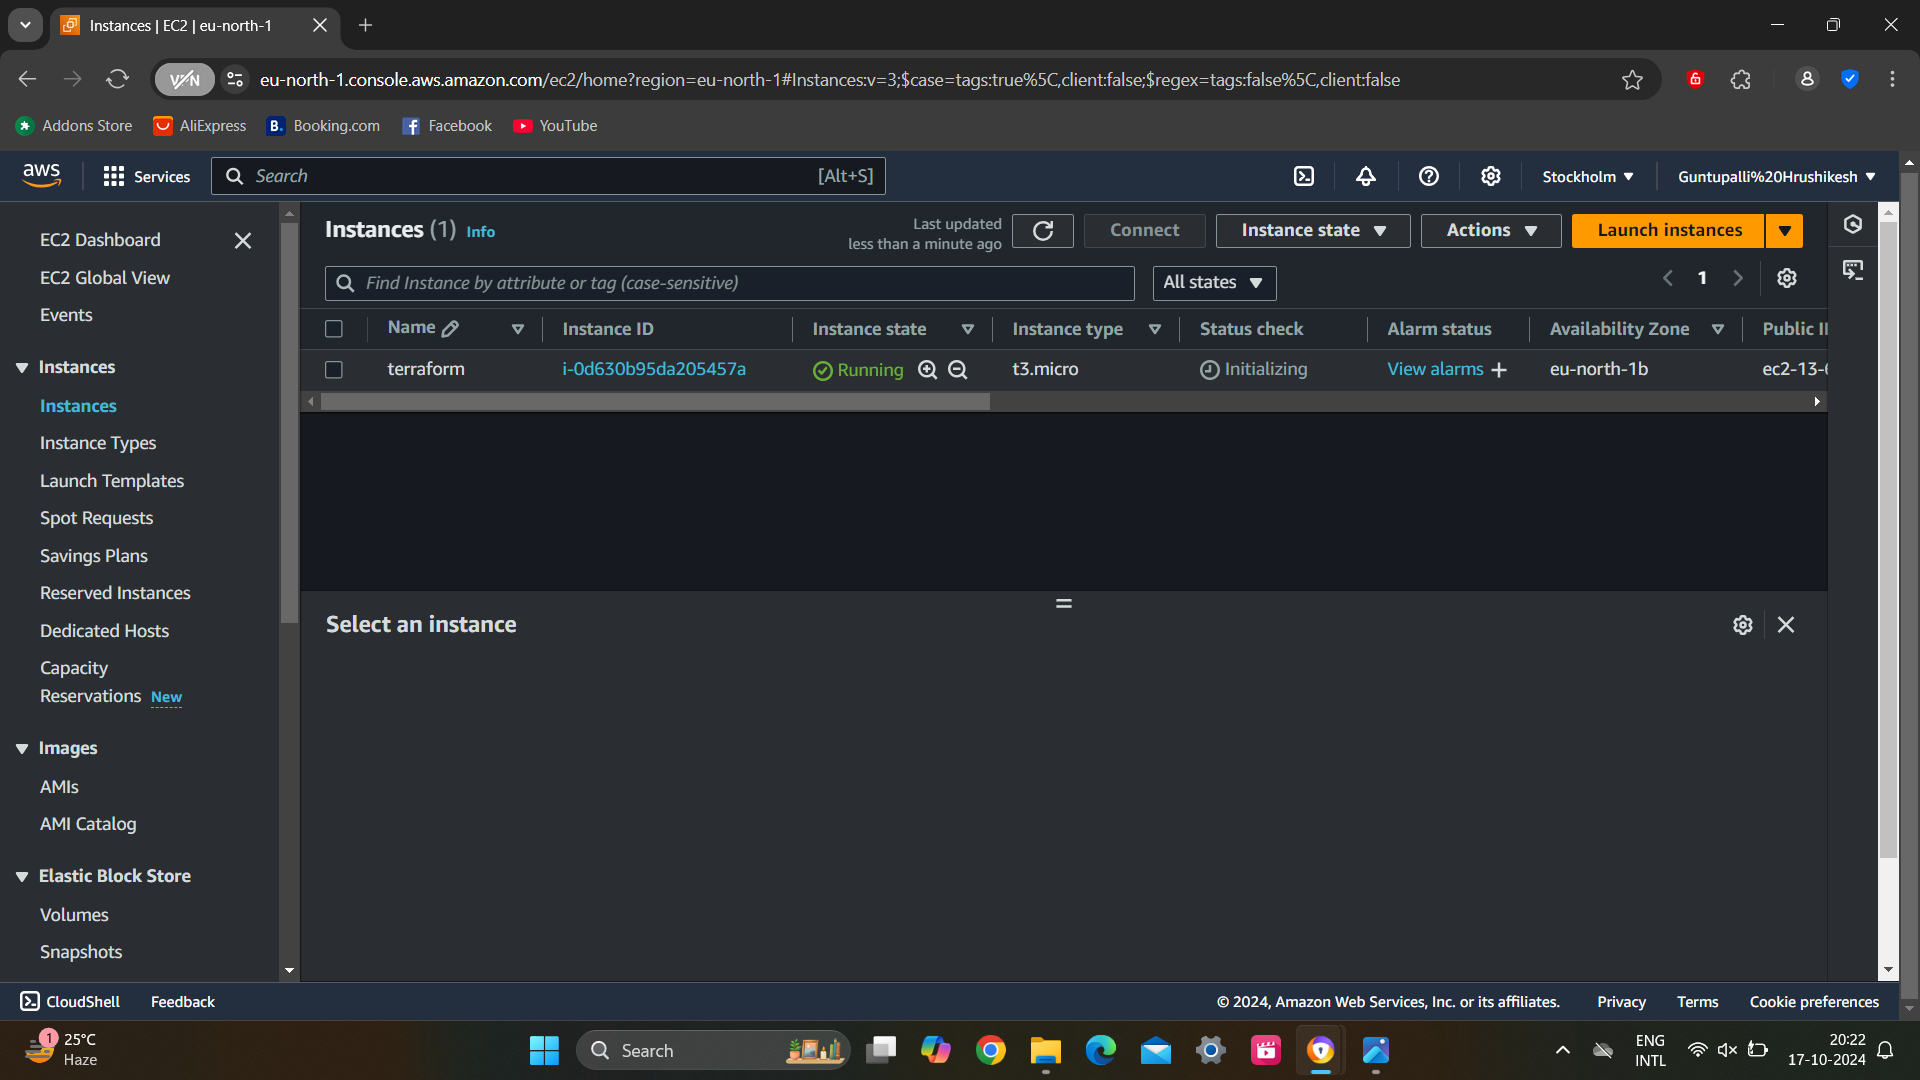 Instances | EC2 | eu-north-1
VPN
eu-north-1.console.aws.amazon.com/ec2/home?region=eu-north-1#Instances:v=3;$case=tags:true%5C,client:false;$regex=tags:false%5C,client:false
Addons Store
AliExpress
B.
Booking.com
Facebook
YouTube
aws
Services
Search
[Alt+S]
Stockholm
Guntupalli%20Hrushikesh
EC2 Dashboard
EC2 Global View
Events
Instances
Instances
Instance Types
Launch Templates
Spot Requests
Savings Plans
Reserved Instances
Dedicated Hosts
Capacity
Reservations New
Images
AMIs
AMI Catalog
Elastic Block Store
Volumes
Snapshots
Instances (1) Info
Last updated
less than a minute ago
Connect
Instance state
Actions
Launch instances
Find Instance by attribute or tag (case-sensitive)
All states
1
Name
Instance ID
Instance state
Instance type
Status check
Alarm status
Availability Zone
Public I
terraform
i-0d630b95da205457a
Running
t3.micro
Initializing
View alarms
eu-north-1b
ec2-13-
Select an instance
CloudShell
Feedback
© 2024, Amazon Web Services, Inc. or its affiliates.
Privacy
Terms
Cookie preferences
1
25°C
Haze
Search
ENG
INTL
20:22
17-10-2024